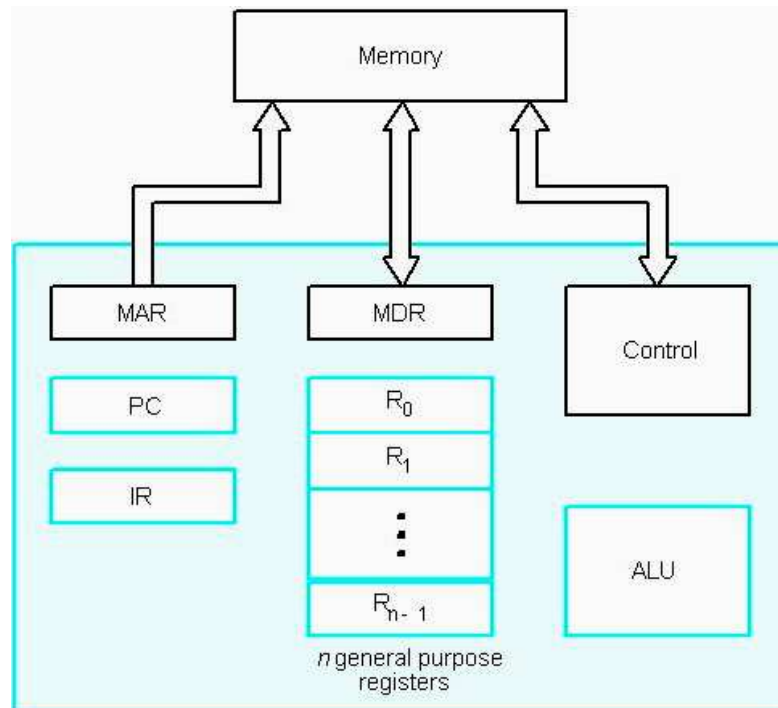 Memory
MAR
MDR
Control
PC
R0
R1
IR
ALU
Rn- 1
n general purpose
registers